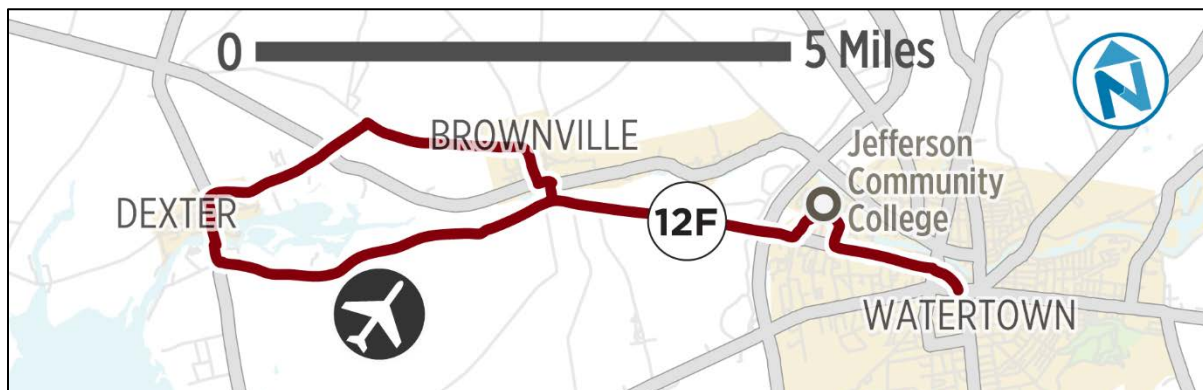 0 5 Miles
N
BROWNVILLE
Jefferson
Community
College
DEXTER
12F
WATERTOWN